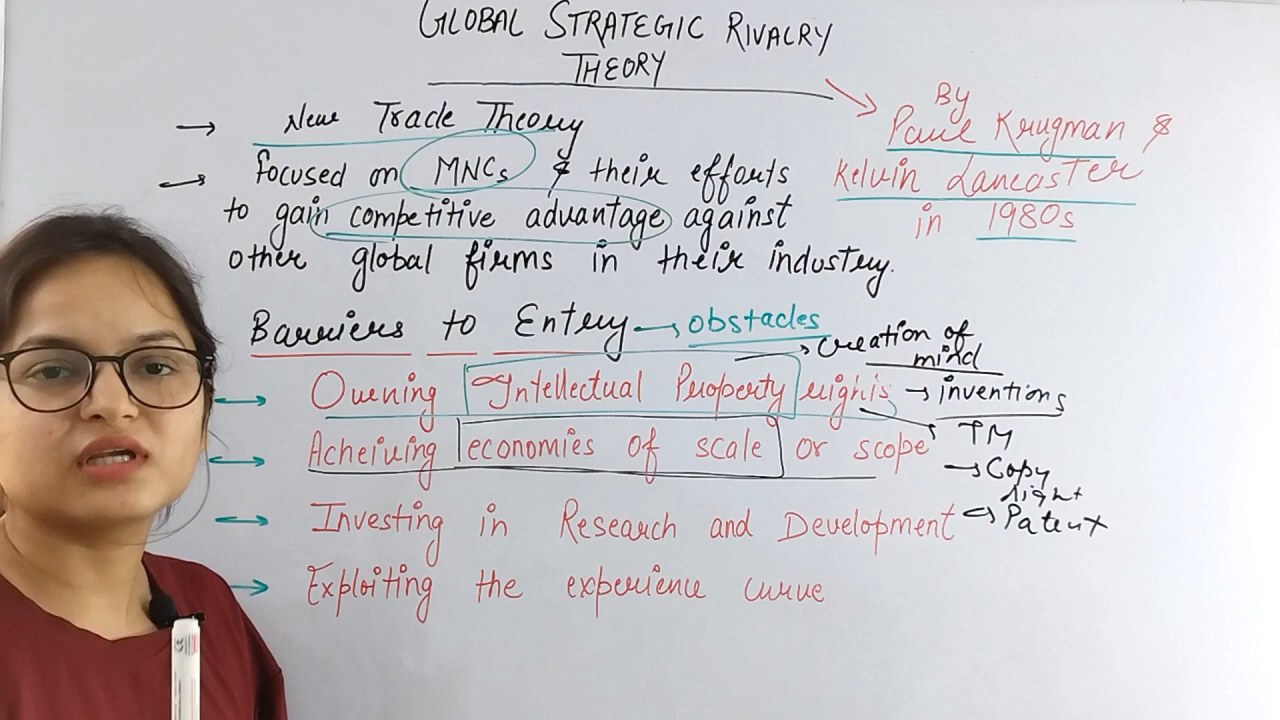 GLOBAL STRATEGIC RIVALRY
THEORY
By
Paul Krugman &
Kelvin Lancaster
in 1980s
→ New Trade Theory
→ focused on MNCs & their efforts
to gain competitive advantage against
other global firms in their industry.
Barriers to Entry → obstacles
→ creation of
mind
→ Owning Intellectual Property rights → inventions
→ TM
→ Copy
right
→ Patent
→ Acheiving economies of scale or scope
→ Investing in Research and Development
→ Exploiting the experience curve